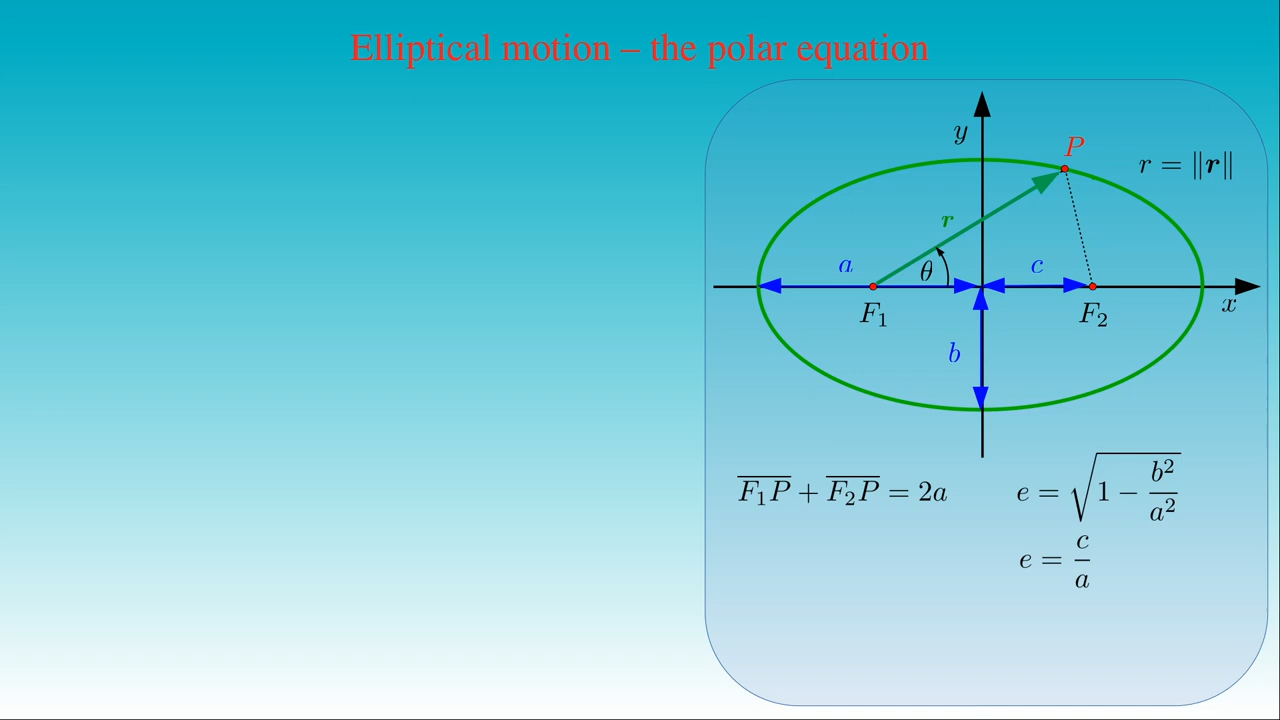 Elliptical motion – the polar equation
y
P
r = ‖r‖
r
a
θ
c
F₁
F₂
x
b
F₁P̅ + F₂P̅ = 2a
e = √(1 − b²/a²)
e = c/a